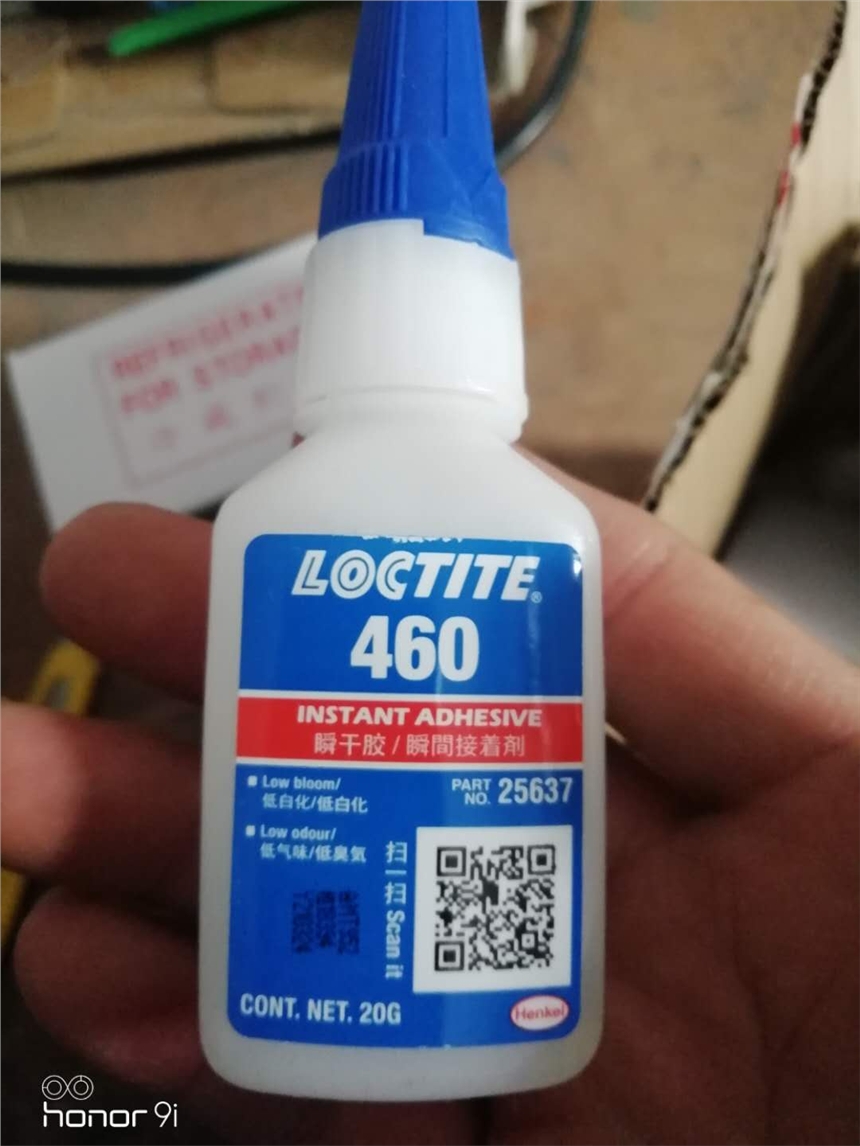 REFRIGERAT
FOR STORAG
LOCTITE®
460
INSTANT ADHESIVE
瞬干胶 / 瞬間接着剤
Low bloom/
低白化/低白化
PART NO. 25637
Low odour/
低气味/低臭気
扫一扫 Scan it
CONT. NET. 20G
Henkel
honor 9i